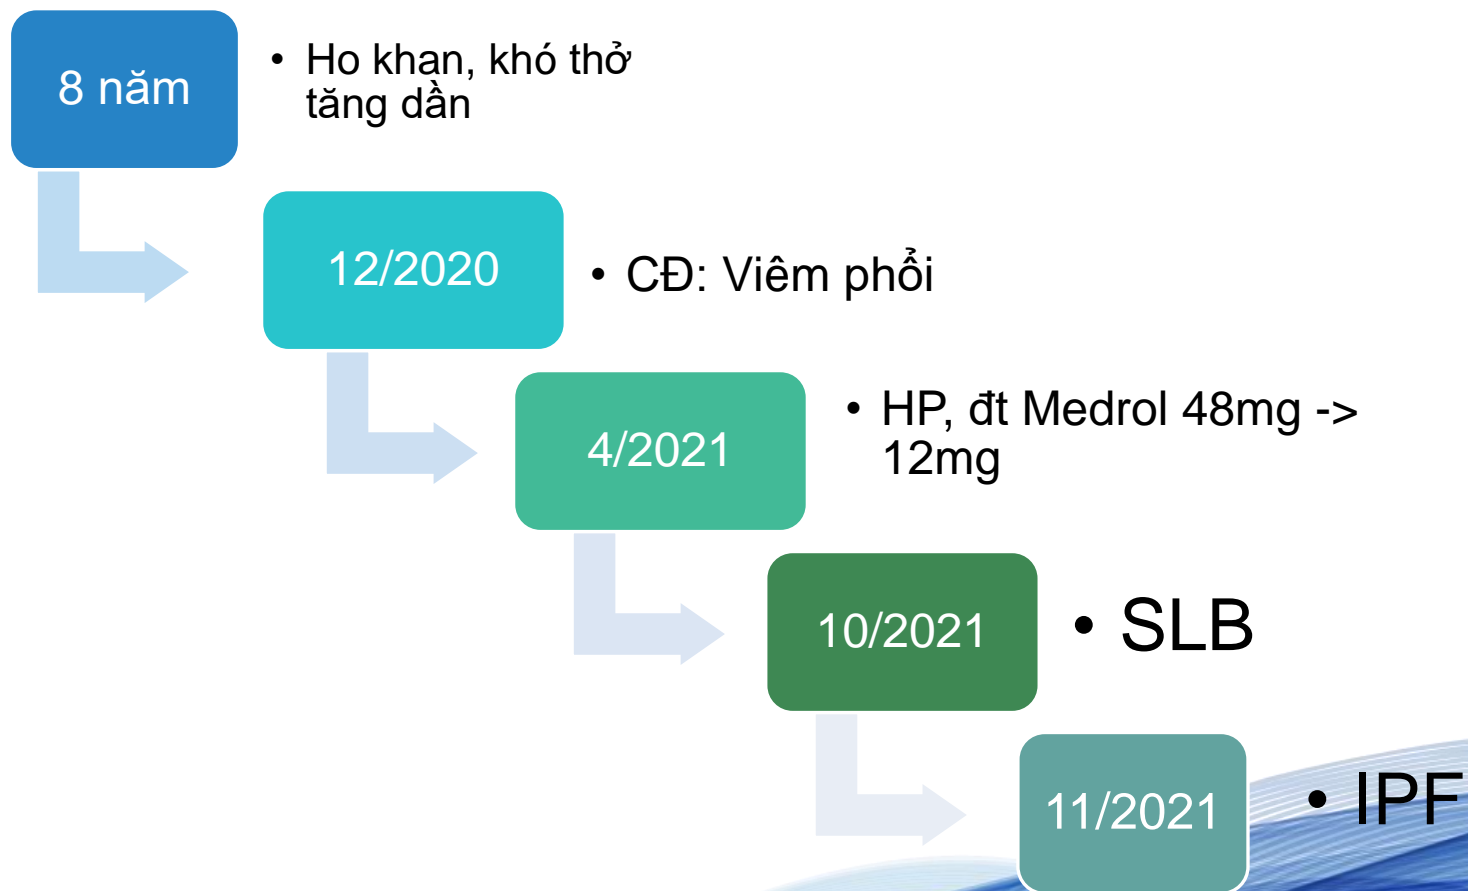 8 năm
• Ho khan, khó thở
tăng dần
12/2020
• CĐ: Viêm phổi
4/2021
• HP, đt Medrol 48mg ->
12mg
10/2021
• SLB
11/2021
• IPF